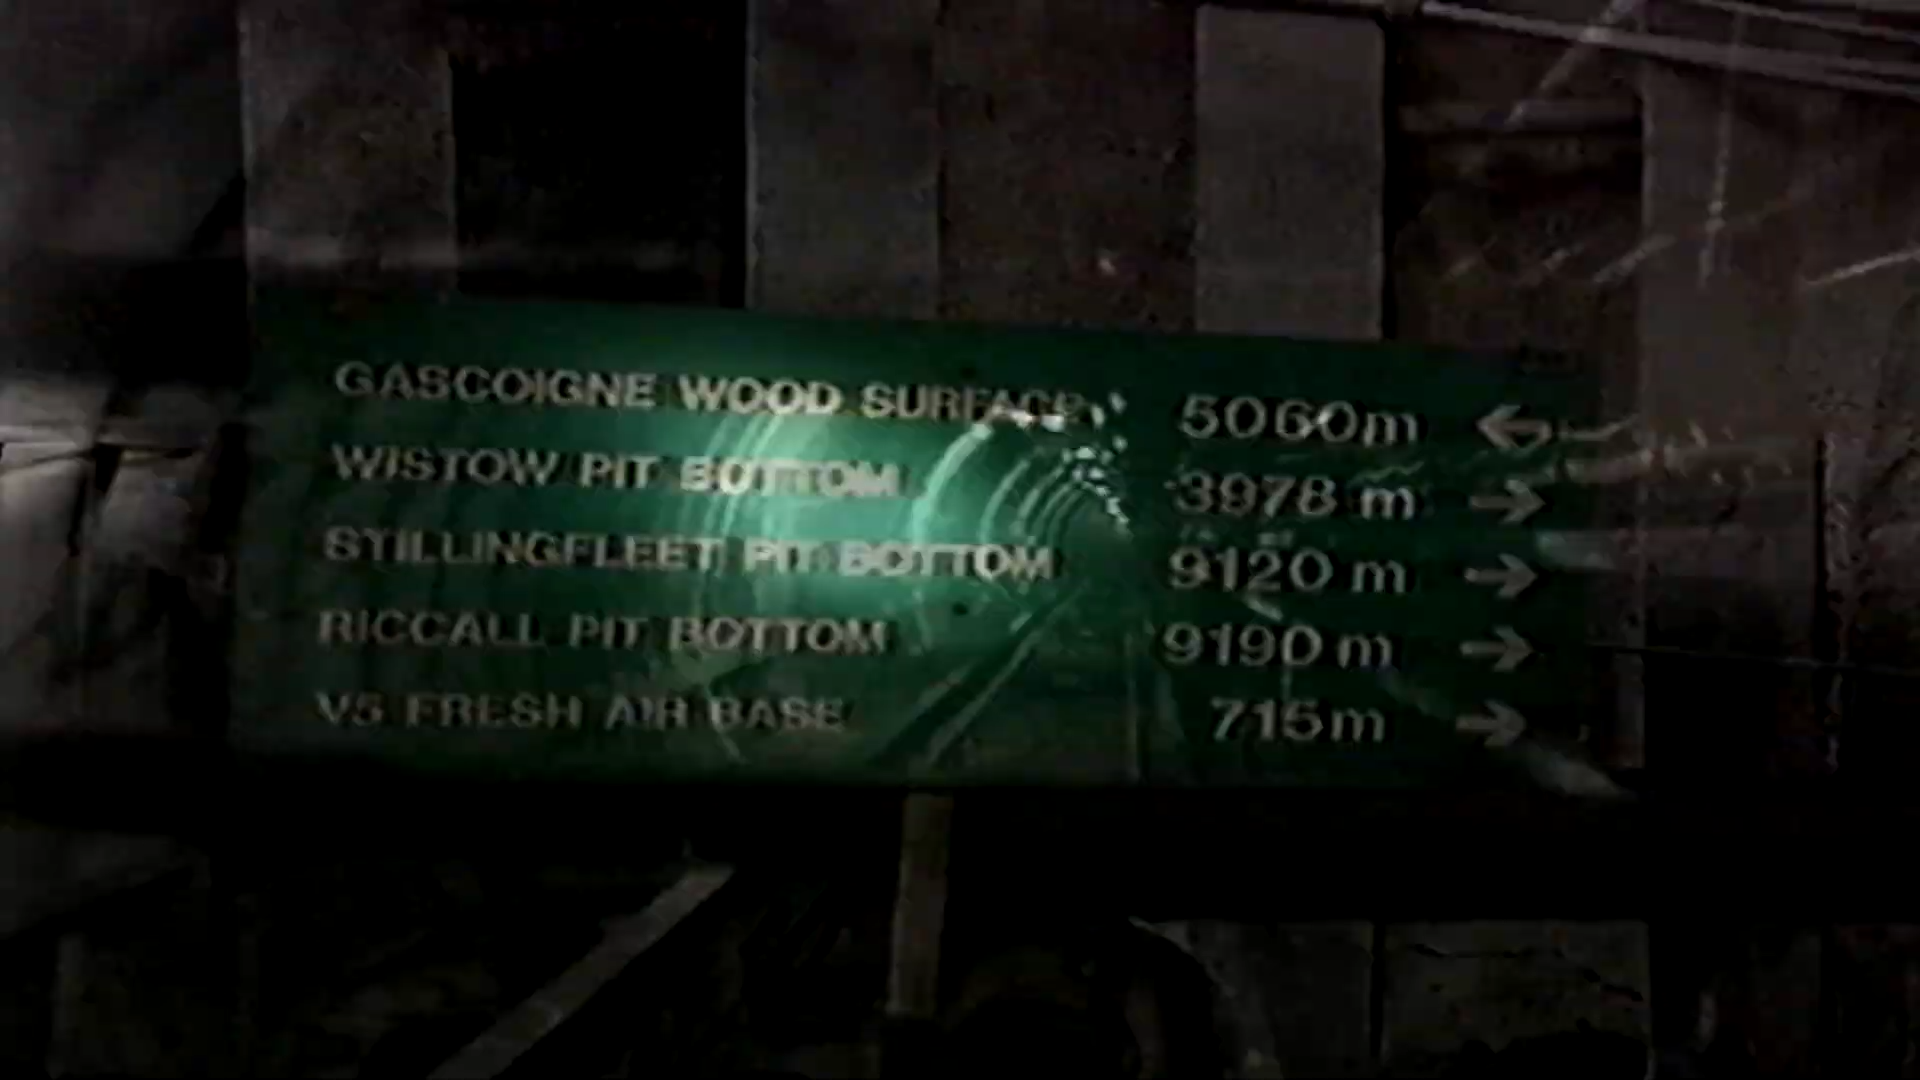 GASCOIGNE WOOD SURFACE 5060m ←
WISTOW PIT BOTTOM 3978 m →
STILLINGFLEET PIT BOTTOM 9120 m →
RICCALL PIT BOTTOM 9190 m →
V5 FRESH AIR BASE 715m →